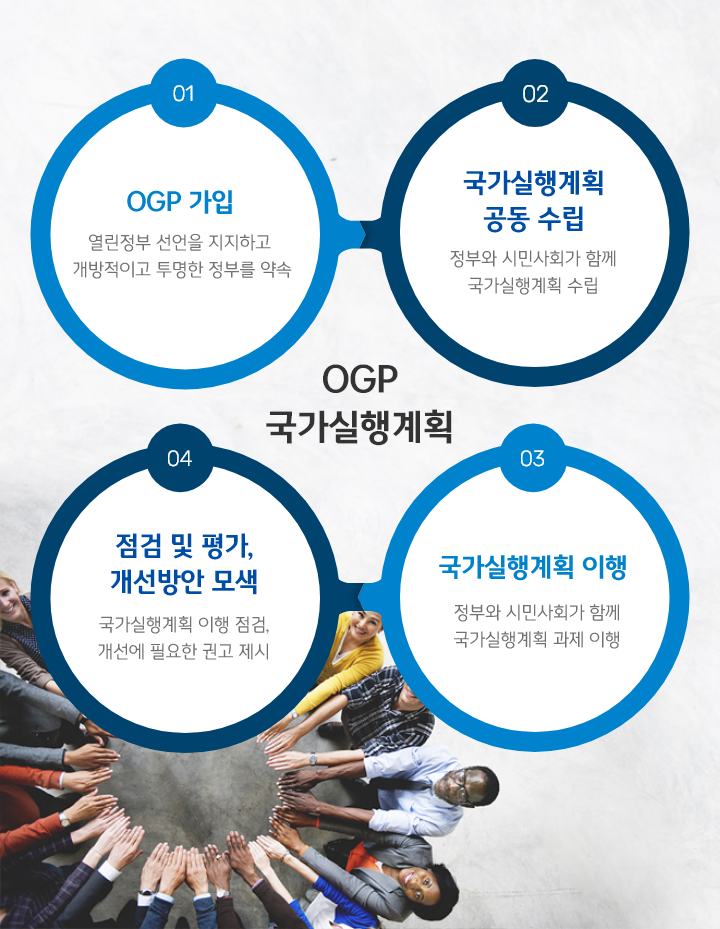 01
OGP 가입
열린정부 선언을 지지하고
개방적이고 투명한 정부를 약속
02
국가실행계획
공동 수립
정부와 시민사회가 함께
국가실행계획 수립
OGP
국가실행계획
04
점검 및 평가,
개선방안 모색
국가실행계획 이행 점검,
개선에 필요한 권고 제시
03
국가실행계획 이행
정부와 시민사회가 함께
국가실행계획 과제 이행